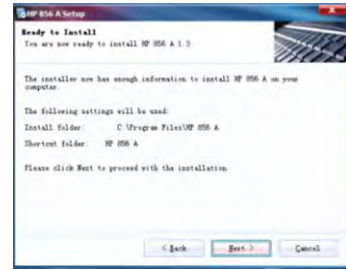 HP 856 A Setup
Ready to Install
You are now ready to install HP 856 A 1.3
The installer now has enough information to install HP 856 A on your
computer.
The following settings will be used:
Install folder: C:\Program Files\HP 856 A
Shortcut folder: HP 856 A
Please click Next to proceed with the installation.
< Back
Next >
Cancel